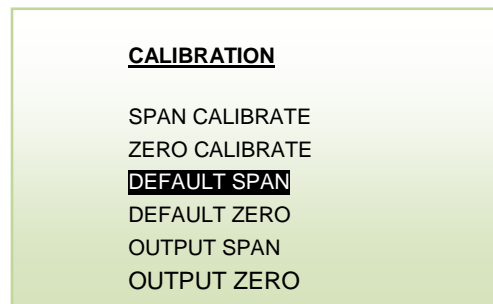 CALIBRATION
SPAN CALIBRATE
ZERO CALIBRATE
DEFAULT SPAN
DEFAULT ZERO
OUTPUT SPAN
OUTPUT ZERO